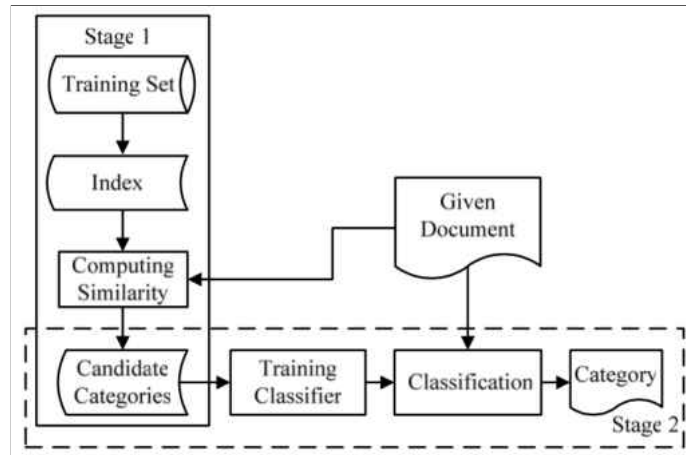 Stage 1
Training Set
Index
Given
Document
Computing
Similarity
Candidate
Categories
Training
Classifier
Classification
Category
Stage 2